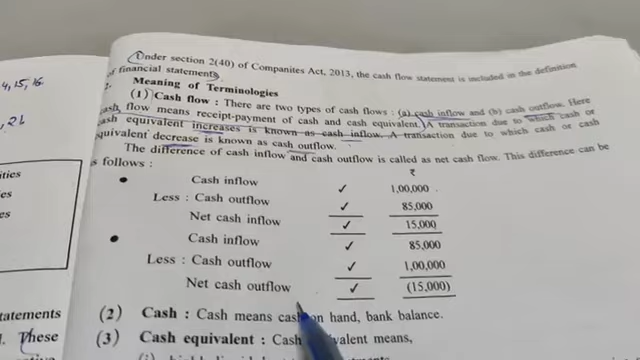 4, 15, 16.
, 21
ities
es
es
tatements
l. These
Under section 2(40) of Companites Act, 2013, the cash flow statement is included in the definition
of financial statements.
Meaning of Terminologies
(1) Cash flow : There are two types of cash flows : (a) cash inflow and (b) cash outflow. Here
cash flow means receipt-payment of cash and cash equivalent. A transaction due to which cash or
cash equivalent increases is known as cash inflow. A transaction due to which cash or cash
equivalent decrease is known as cash outflow.
The difference of cash inflow and cash outflow is called as net cash flow. This difference can be
s follows :
₹
● Cash inflow ✓ 1,00,000
Less : Cash outflow ✓ 85,000
Net cash inflow ✓ 15,000
● Cash inflow ✓ 85,000
Less : Cash outflow ✓ 1,00,000
Net cash outflow ✓ (15,000)
(2) Cash : Cash means cash on hand, bank balance.
(3) Cash equivalent : Cash means,